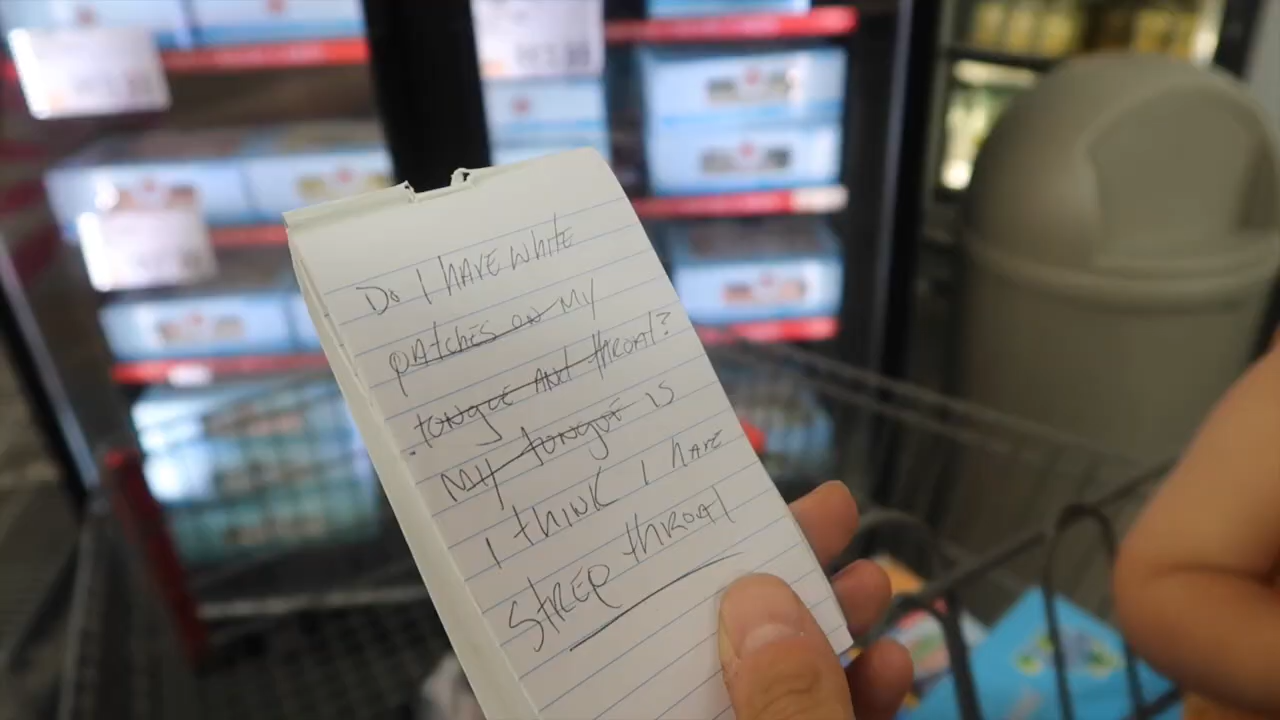 Do I HAVE WHITE
pAtchES ON MY
tONgUE ANd tHROAT?
MY tONgUE IS
I tHINK I HAVE
StREP tHROAT